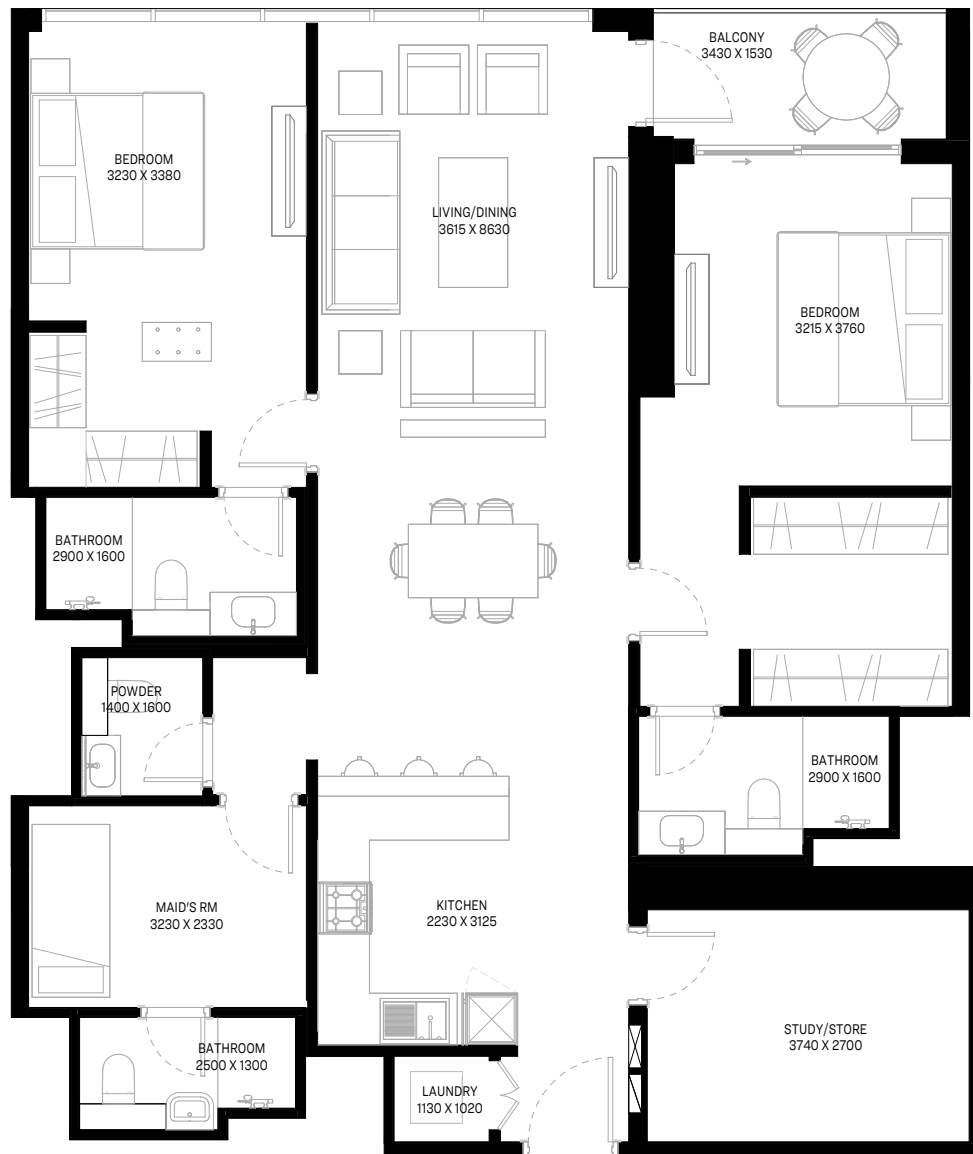 BALCONY
3430 X 1530
BEDROOM
3230 X 3380
LIVING/DINING
3615 X 8630
BEDROOM
3215 X 3760
BATHROOM
2900 X 1600
POWDER
1400 X 1600
BATHROOM
2900 X 1600
MAID'S RM
3230 X 2330
KITCHEN
2230 X 3125
STUDY/STORE
3740 X 2700
BATHROOM
2500 X 1300
LAUNDRY
1130 X 1020